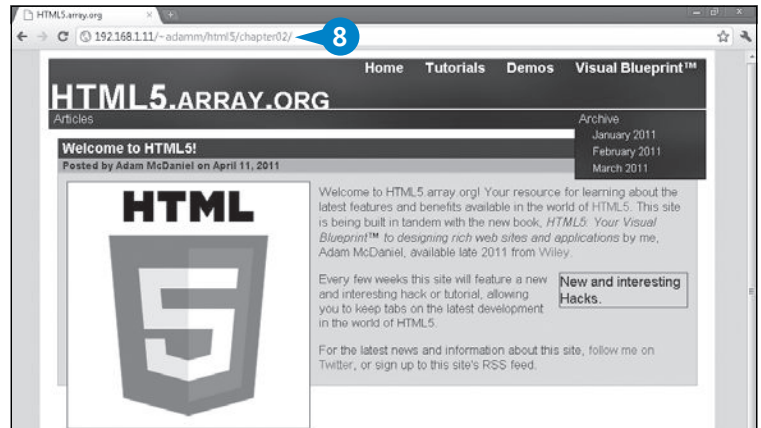 HTML5.array.org
192.168.1.11/~adamm/html5/chapter02/
8
Home Tutorials Demos Visual Blueprint™
HTML5.ARRAY.ORG
Articles
Archive
January 2011
February 2011
March 2011
Welcome to HTML5!
Posted by Adam McDaniel on April 11, 2011
HTML
5
Welcome to HTML5.array.org! Your resource for learning about the
latest features and benefits available in the world of HTML5. This site
is being built in tandem with the new book, HTML5: Your Visual
Blueprint™ to designing rich web sites and applications by me,
Adam McDaniel, available late 2011 from Wiley.
Every few weeks this site will feature a new
and interesting hack or tutorial, allowing
you to keep tabs on the latest development
in the world of HTML5.
New and interesting
Hacks.
For the latest news and information about this site, follow me on
Twitter, or sign up to this site's RSS feed.